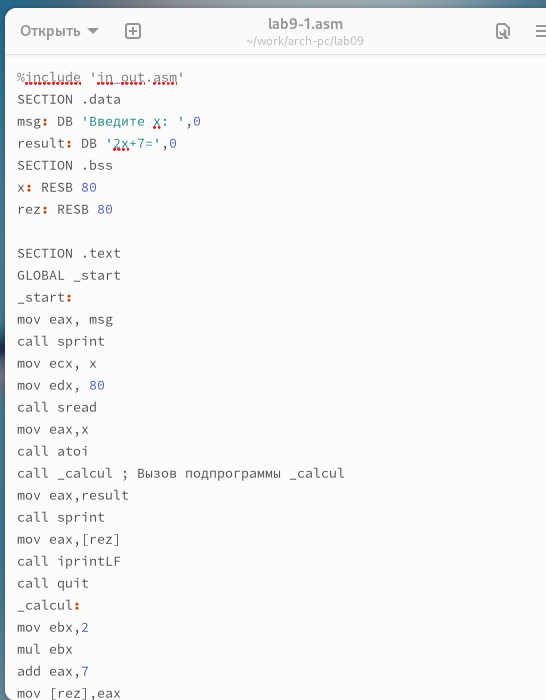 Открыть
lab9-1.asm
~/work/arch-pc/lab09
%include 'in_out.asm'
SECTION .data
msg: DB 'Введите x: ',0
result: DB '2x+7=',0
SECTION .bss
x: RESB 80
rez: RESB 80
SECTION .text
GLOBAL _start
_start:
mov eax, msg
call sprint
mov ecx, x
mov edx, 80
call sread
mov eax,x
call atoi
call _calcul ; Вызов подпрограммы _calcul
mov eax,result
call sprint
mov eax,[rez]
call iprintLF
call quit
_calcul:
mov ebx,2
mul ebx
add eax,7
mov [rez],eax